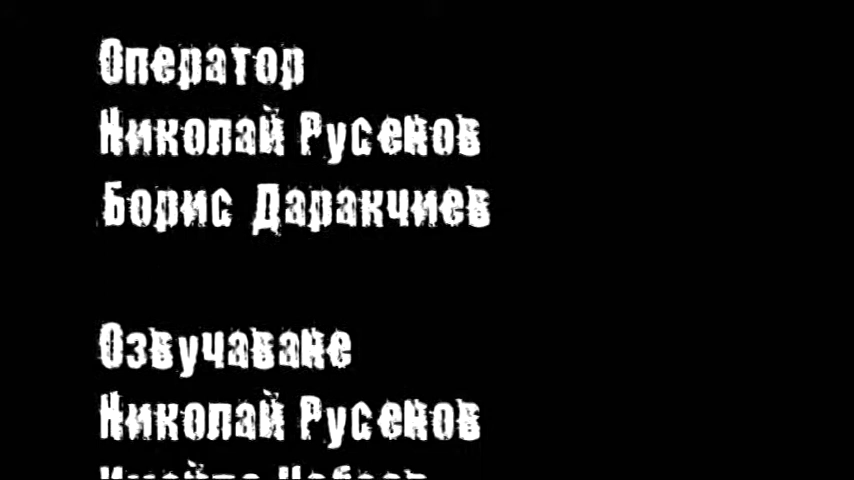 Оператор
Николай Русенов
Борис Даракчиев
Озвучаване
Николай Русенов